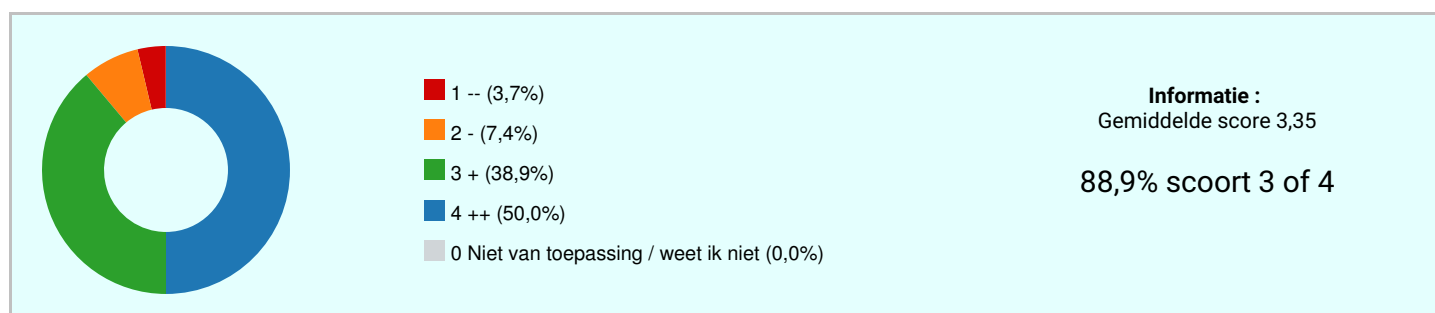 1 -- (3,7%)
2 - (7,4%)
3 + (38,9%)
4 ++ (50,0%)
0 Niet van toepassing / weet ik niet (0,0%)
Informatie :
Gemiddelde score 3,35
88,9% scoort 3 of 4